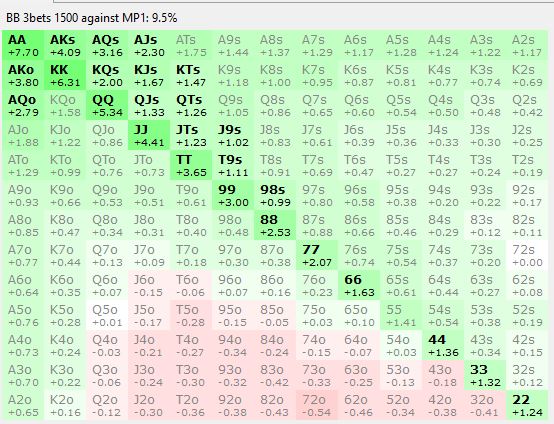 BB 3bets 1500 against MP1: 9.5%
AA AKs AQs AJs ATs A9s A8s A7s A6s A5s A4s A3s A2s
+7.70 +4.09 +3.16 +2.30 +1.75 +1.44 +1.37 +1.29 +1.17 +1.28 +1.24 +1.22 +1.17
AKo KK KQs KJs KTs K9s K8s K7s K6s K5s K4s K3s K2s
+3.80 +6.31 +2.00 +1.67 +1.47 +1.18 +1.00 +0.95 +0.87 +0.81 +0.77 +0.74 +0.69
AQo KQo QQ QJs QTs Q9s Q8s Q7s Q6s Q5s Q4s Q3s Q2s
+2.79 +1.58 +5.34 +1.33 +1.26 +1.05 +0.86 +0.65 +0.60 +0.54 +0.50 +0.48 +0.42
AJo KJo QJo JJ JTs J9s J8s J7s J6s J5s J4s J3s J2s
+1.88 +1.22 +0.86 +4.41 +1.23 +1.02 +0.83 +0.61 +0.39 +0.36 +0.33 +0.30 +0.25
ATo KTo QTo JTo TT T9s T8s T7s T6s T5s T4s T3s T2s
+1.29 +0.99 +0.76 +0.73 +3.65 +1.11 +0.91 +0.69 +0.47 +0.27 +0.27 +0.24 +0.19
A9o K9o Q9o J9o T9o 99 98s 97s 96s 95s 94s 93s 92s
+0.93 +0.66 +0.53 +0.51 +0.61 +3.00 +0.99 +0.80 +0.58 +0.38 +0.20 +0.22 +0.17
A8o K8o Q8o J8o T8o 98o 88 87s 86s 85s 84s 83s 82s
+0.85 +0.47 +0.34 +0.31 +0.40 +0.48 +2.53 +0.88 +0.66 +0.46 +0.29 +0.12 +0.11
A7o K7o Q7o J7o T7o 97o 87o 77 76s 75s 74s 73s 72s
+0.77 +0.44 +0.13 +0.09 +0.18 +0.30 +0.38 +2.07 +0.74 +0.54 +0.37 +0.20 +0.00
A6o K6o Q6o J6o T6o 96o 86o 76o 66 65s 64s 63s 62s
+0.64 +0.35 +0.07 -0.15 -0.06 +0.07 +0.16 +0.23 +1.63 +0.61 +0.44 +0.27 +0.08
A5o K5o Q5o J5o T5o 95o 85o 75o 65o 55 54s 53s 52s
+0.76 +0.28 +0.01 -0.17 -0.28 -0.15 -0.05 +0.03 +0.10 +1.41 +0.54 +0.38 +0.19
A4o K4o Q4o J4o T4o 94o 84o 74o 64o 54o 44 43s 42s
+0.73 +0.24 -0.03 -0.21 -0.27 -0.34 -0.24 -0.15 -0.07 +0.03 +1.36 +0.34 +0.15
A3o K3o Q3o J3o T3o 93o 83o 73o 63o 53o 43o 33 32s
+0.70 +0.22 -0.06 -0.24 -0.30 -0.32 -0.42 -0.33 -0.25 -0.13 -0.18 +1.32 +0.12
A2o K2o Q2o J2o T2o 92o 82o 72o 62o 52o 42o 32o 22
+0.65 +0.16 -0.12 -0.30 -0.36 -0.38 -0.43 -0.54 -0.46 -0.34 -0.38 -0.41 +1.24